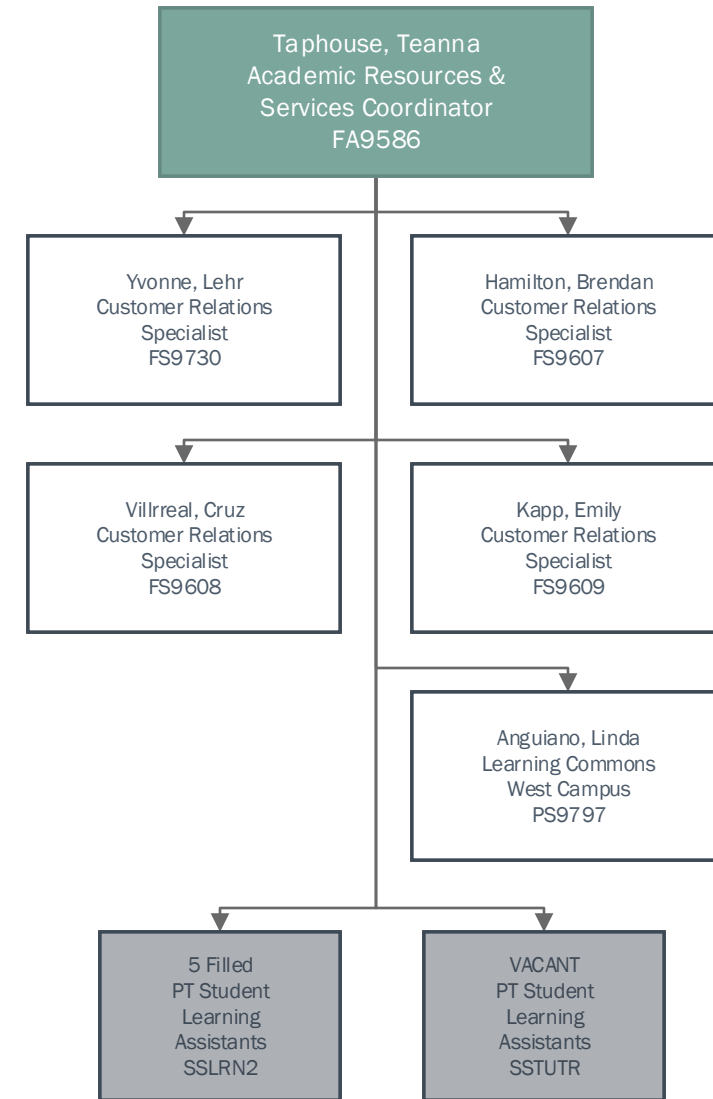 Taphouse, Teanna
Academic Resources &
Services Coordinator
FA9586
Yvonne, Lehr
Customer Relations
Specialist
FS9730
Hamilton, Brendan
Customer Relations
Specialist
FS9607
Villrreal, Cruz
Customer Relations
Specialist
FS9608
Kapp, Emily
Customer Relations
Specialist
FS9609
Anguiano, Linda
Learning Commons
West Campus
PS9797
5 Filled
PT Student
Learning
Assistants
SSLRN2
VACANT
PT Student
Learning
Assistants
SSTUTR